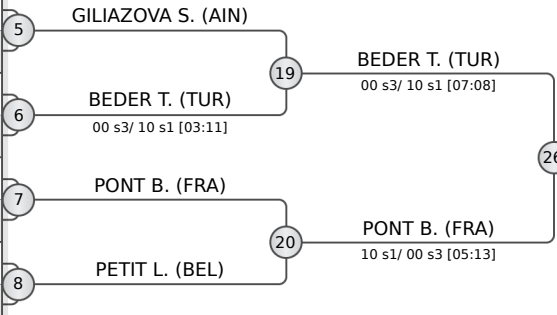 GILIAZOVA S. (AIN)
5
19
BEDER T. (TUR)
00 s3/ 10 s1 [07:08]
BEDER T. (TUR)
6
00 s3/ 10 s1 [03:11]
26
PONT B. (FRA)
7
20
PONT B. (FRA)
10 s1/ 00 s3 [05:13]
PETIT L. (BEL)
8